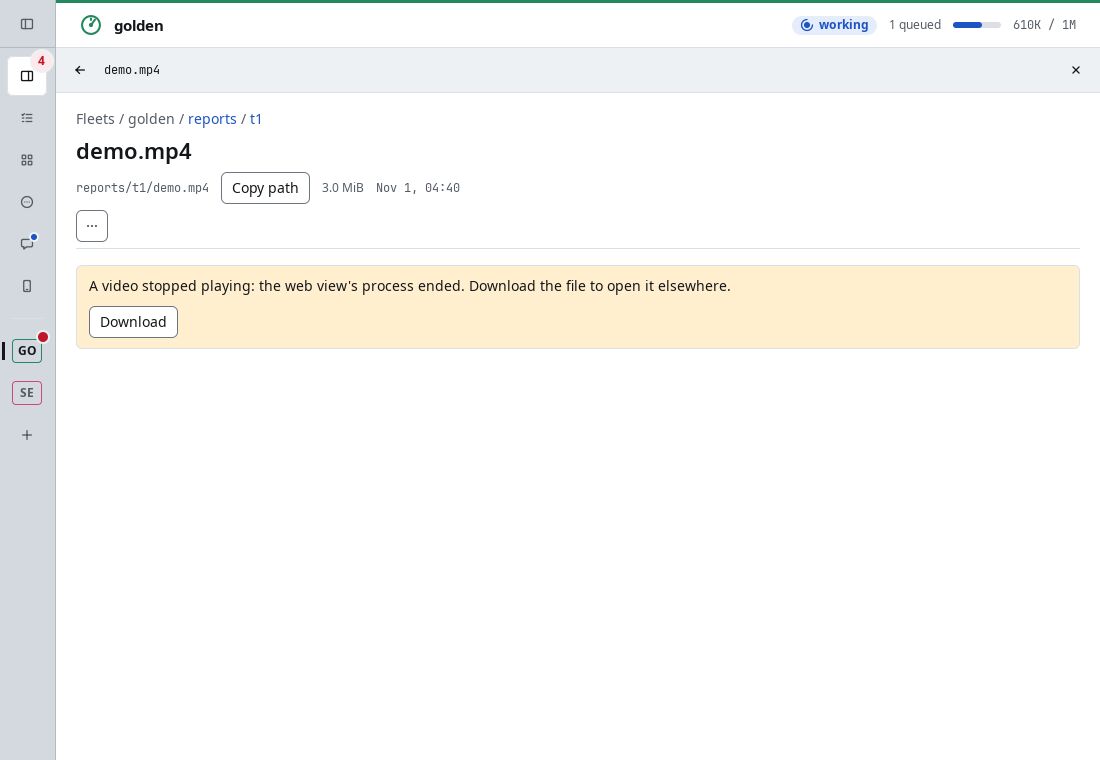 golden
working
1 queued
610K / 1M
4
demo.mp4
Fleets / golden / reports / t1
demo.mp4
reports/t1/demo.mp4
Copy path
3.0 MiB
Nov 1, 04:40
...
A video stopped playing: the web view's process ended. Download the file to open it elsewhere.
Download
GO
SE